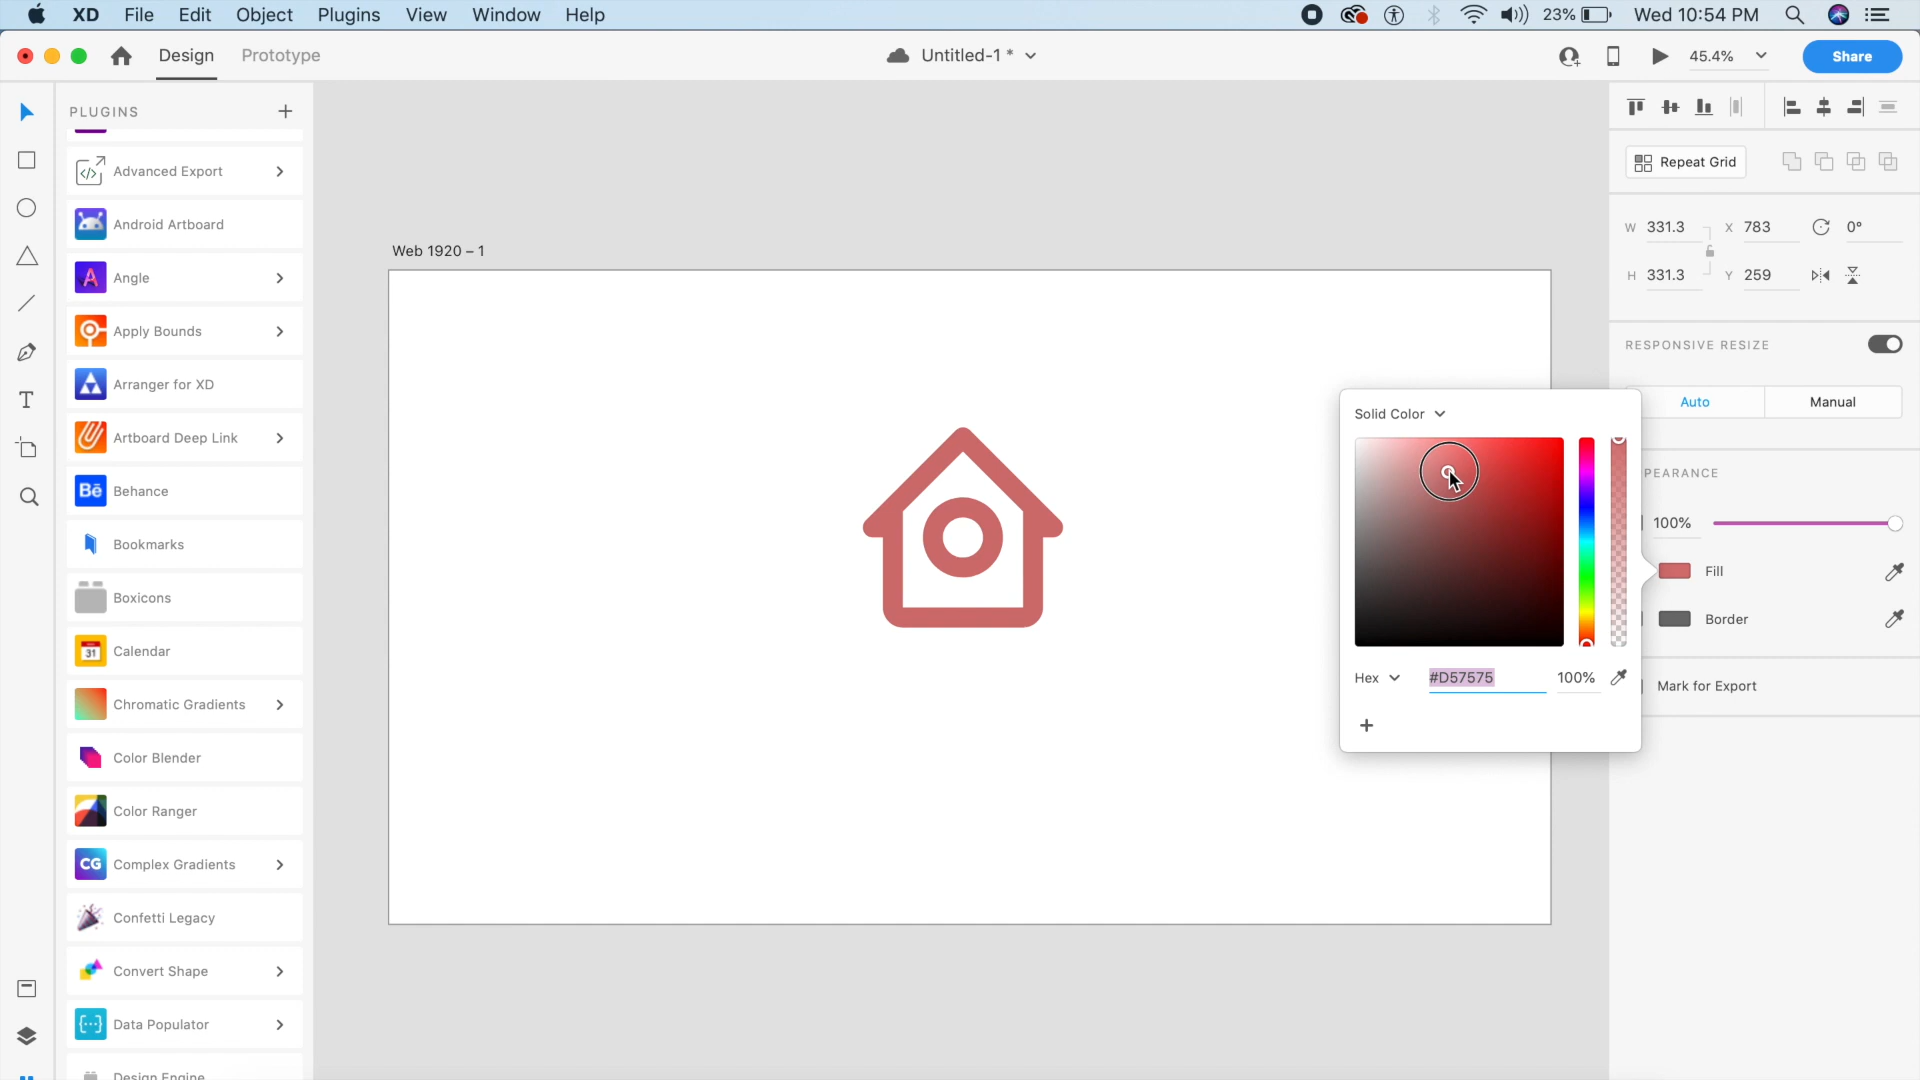 XD File Edit Object Plugins View Window Help 23% Wed 10:54 PM
Design Prototype Untitled-1 * 45.4% Share
PLUGINS +
Advanced Export
Android Artboard
Angle
Apply Bounds
Arranger for XD
Artboard Deep Link
Bē Behance
Bookmarks
Boxicons
31 Calendar
Chromatic Gradients
Color Blender
Color Ranger
CG Complex Gradients
Confetti Legacy
Convert Shape
Data Populator
Design Engine
Web 1920 – 1
Solid Color
Hex #D57575 100%
+
Repeat Grid
W 331.3 X 783 0°
H 331.3 Y 259
RESPONSIVE RESIZE
Auto Manual
PEARANCE
100%
Fill
Border
Mark for Export